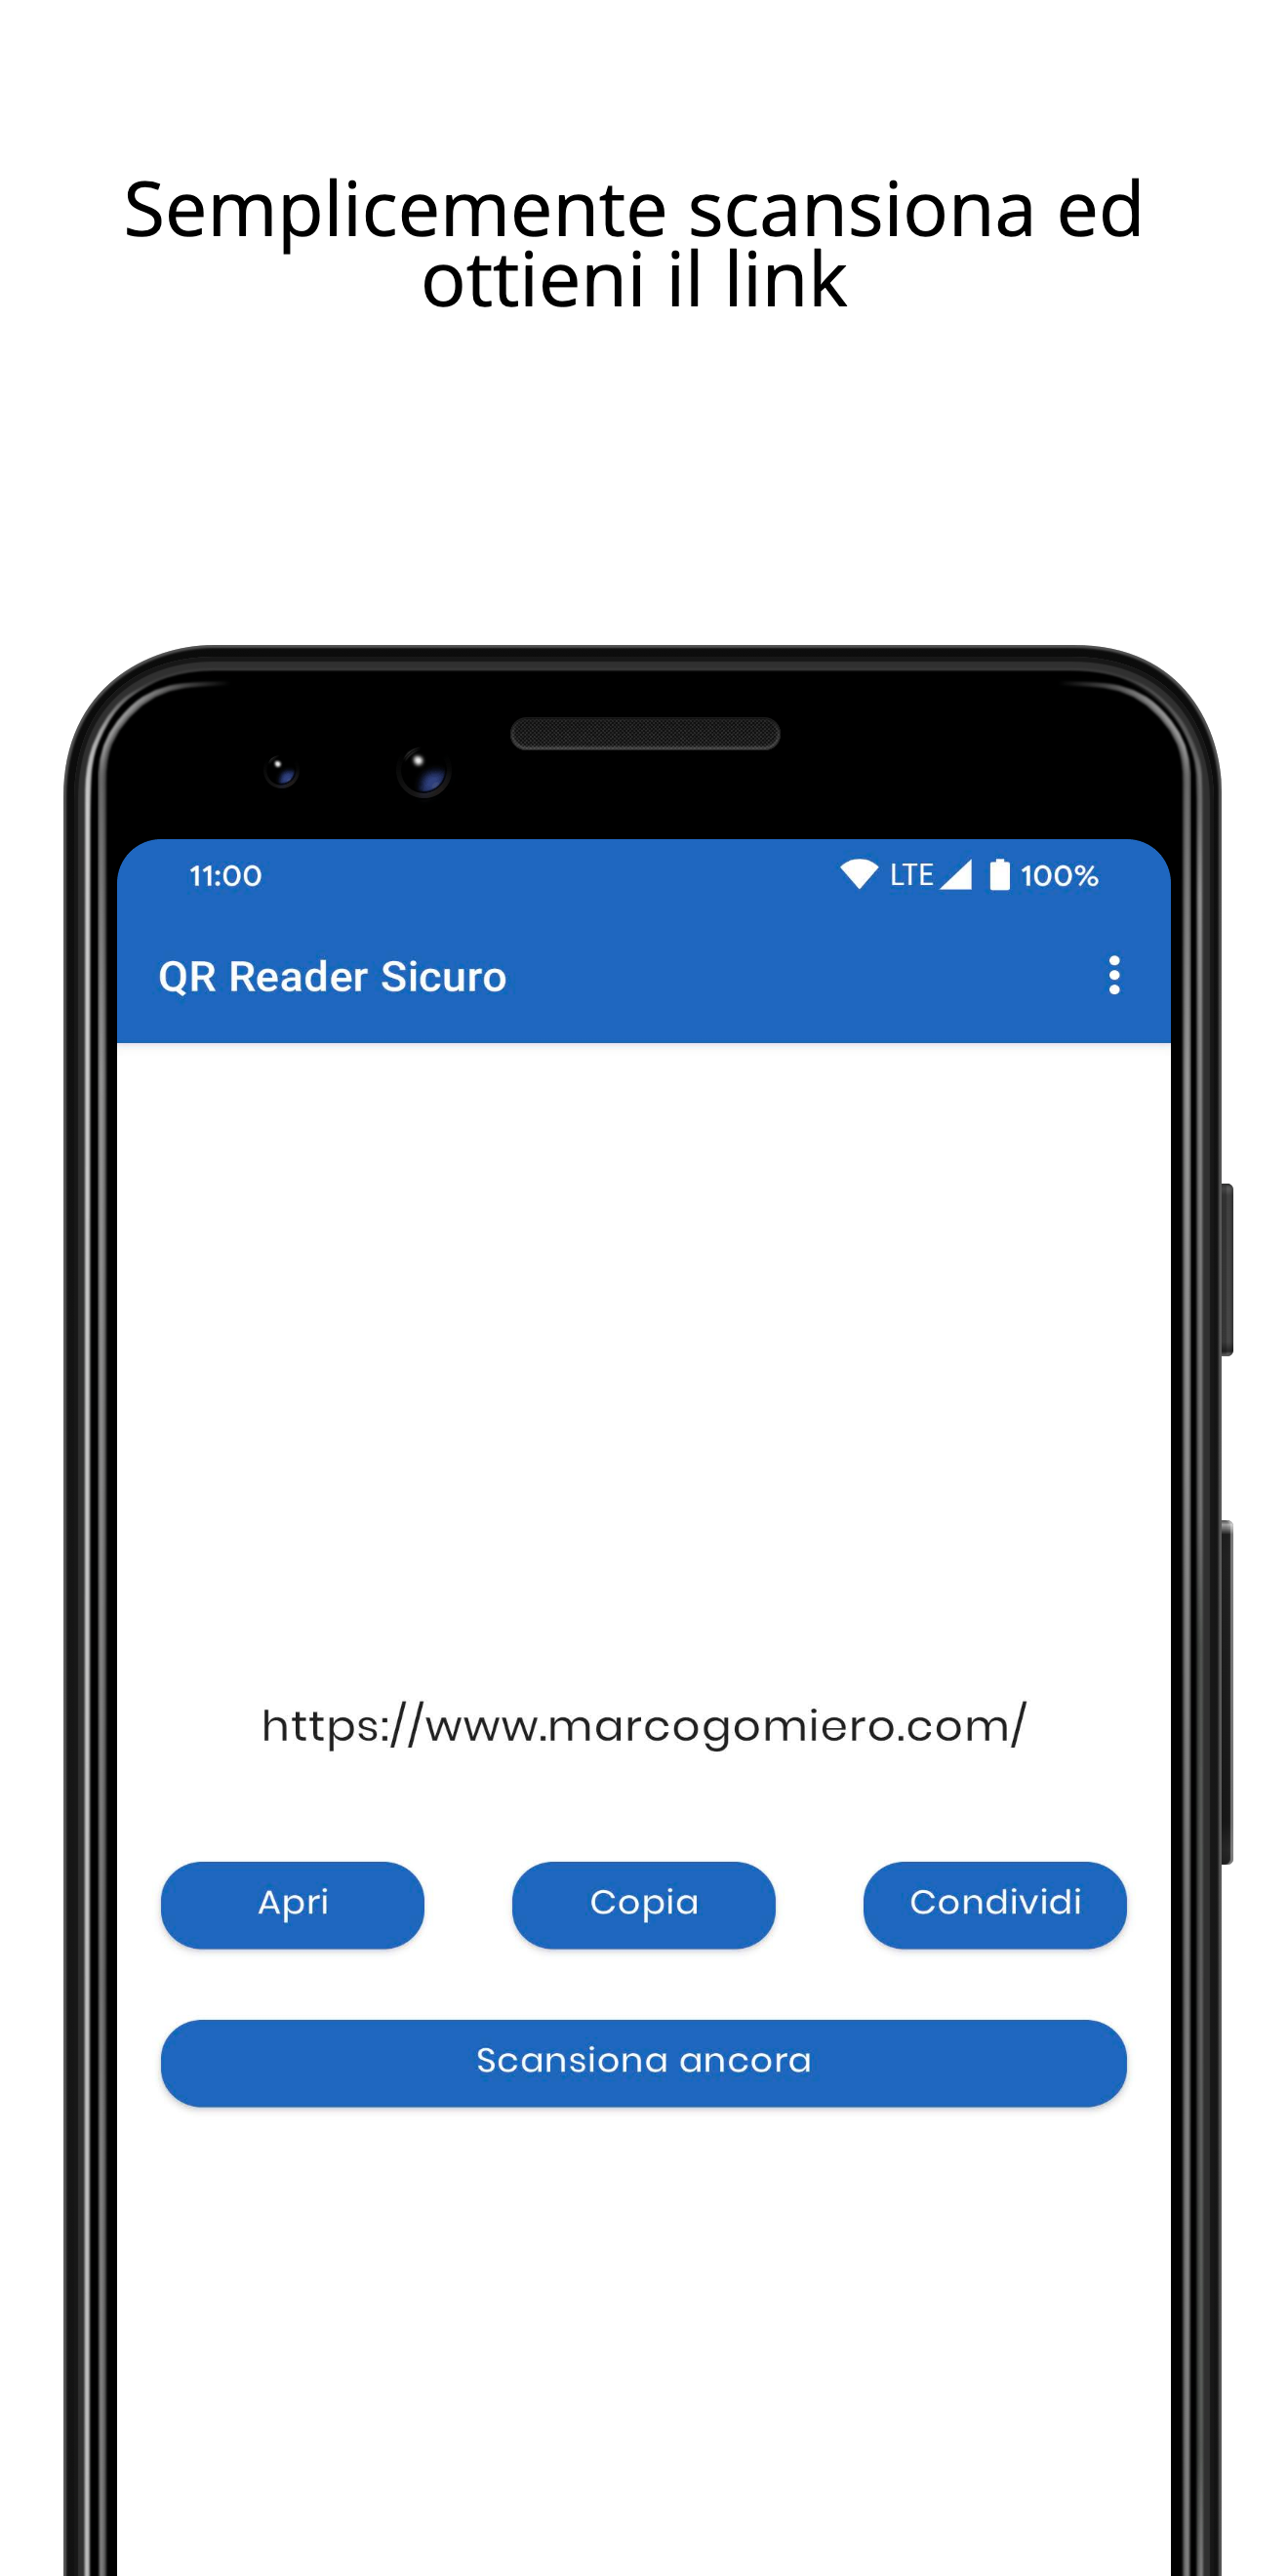 Semplicemente scansiona ed
ottieni il link
11:00 LTE 100%
QR Reader Sicuro
https://www.marcogomiero.com/
Apri Copia Condividi
Scansiona ancora